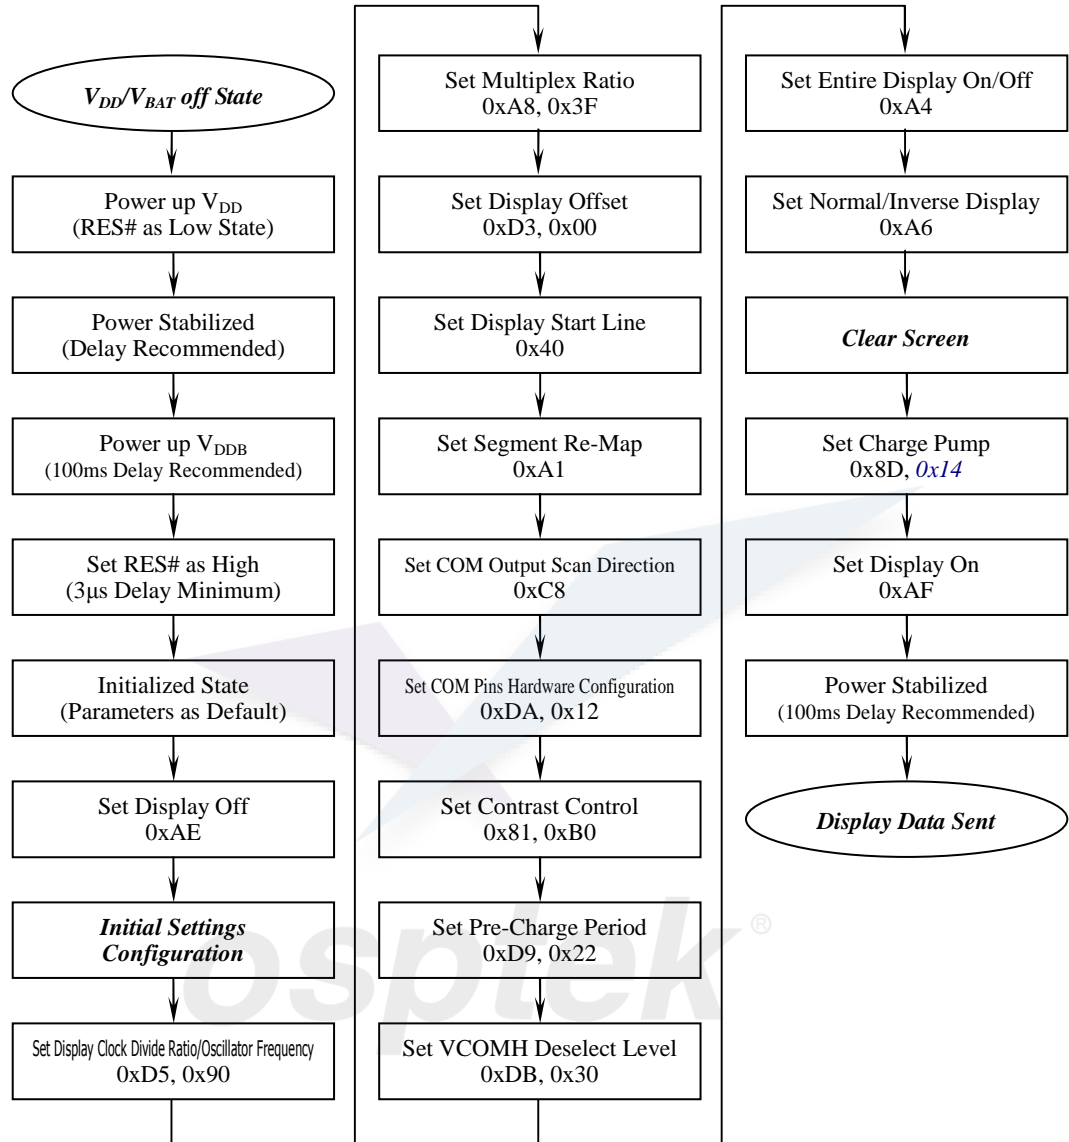 V_DD/V_BAT off State
Power up V_DD
(RES# as Low State)
Power Stabilized
(Delay Recommended)
Power up V_DDB
(100ms Delay Recommended)
Set RES# as High
(3μs Delay Minimum)
Initialized State
(Parameters as Default)
Set Display Off
0xAE
Initial Settings
Configuration
Set Display Clock Divide Ratio/Oscillator Frequency
0xD5, 0x90
Set Multiplex Ratio
0xA8, 0x3F
Set Display Offset
0xD3, 0x00
Set Display Start Line
0x40
Set Segment Re-Map
0xA1
Set COM Output Scan Direction
0xC8
Set COM Pins Hardware Configuration
0xDA, 0x12
Set Contrast Control
0x81, 0xB0
Set Pre-Charge Period
0xD9, 0x22
Set VCOMH Deselect Level
0xDB, 0x30
Set Entire Display On/Off
0xA4
Set Normal/Inverse Display
0xA6
Clear Screen
Set Charge Pump
0x8D, 0x14
Set Display On
0xAF
Power Stabilized
(100ms Delay Recommended)
Display Data Sent
osptek®